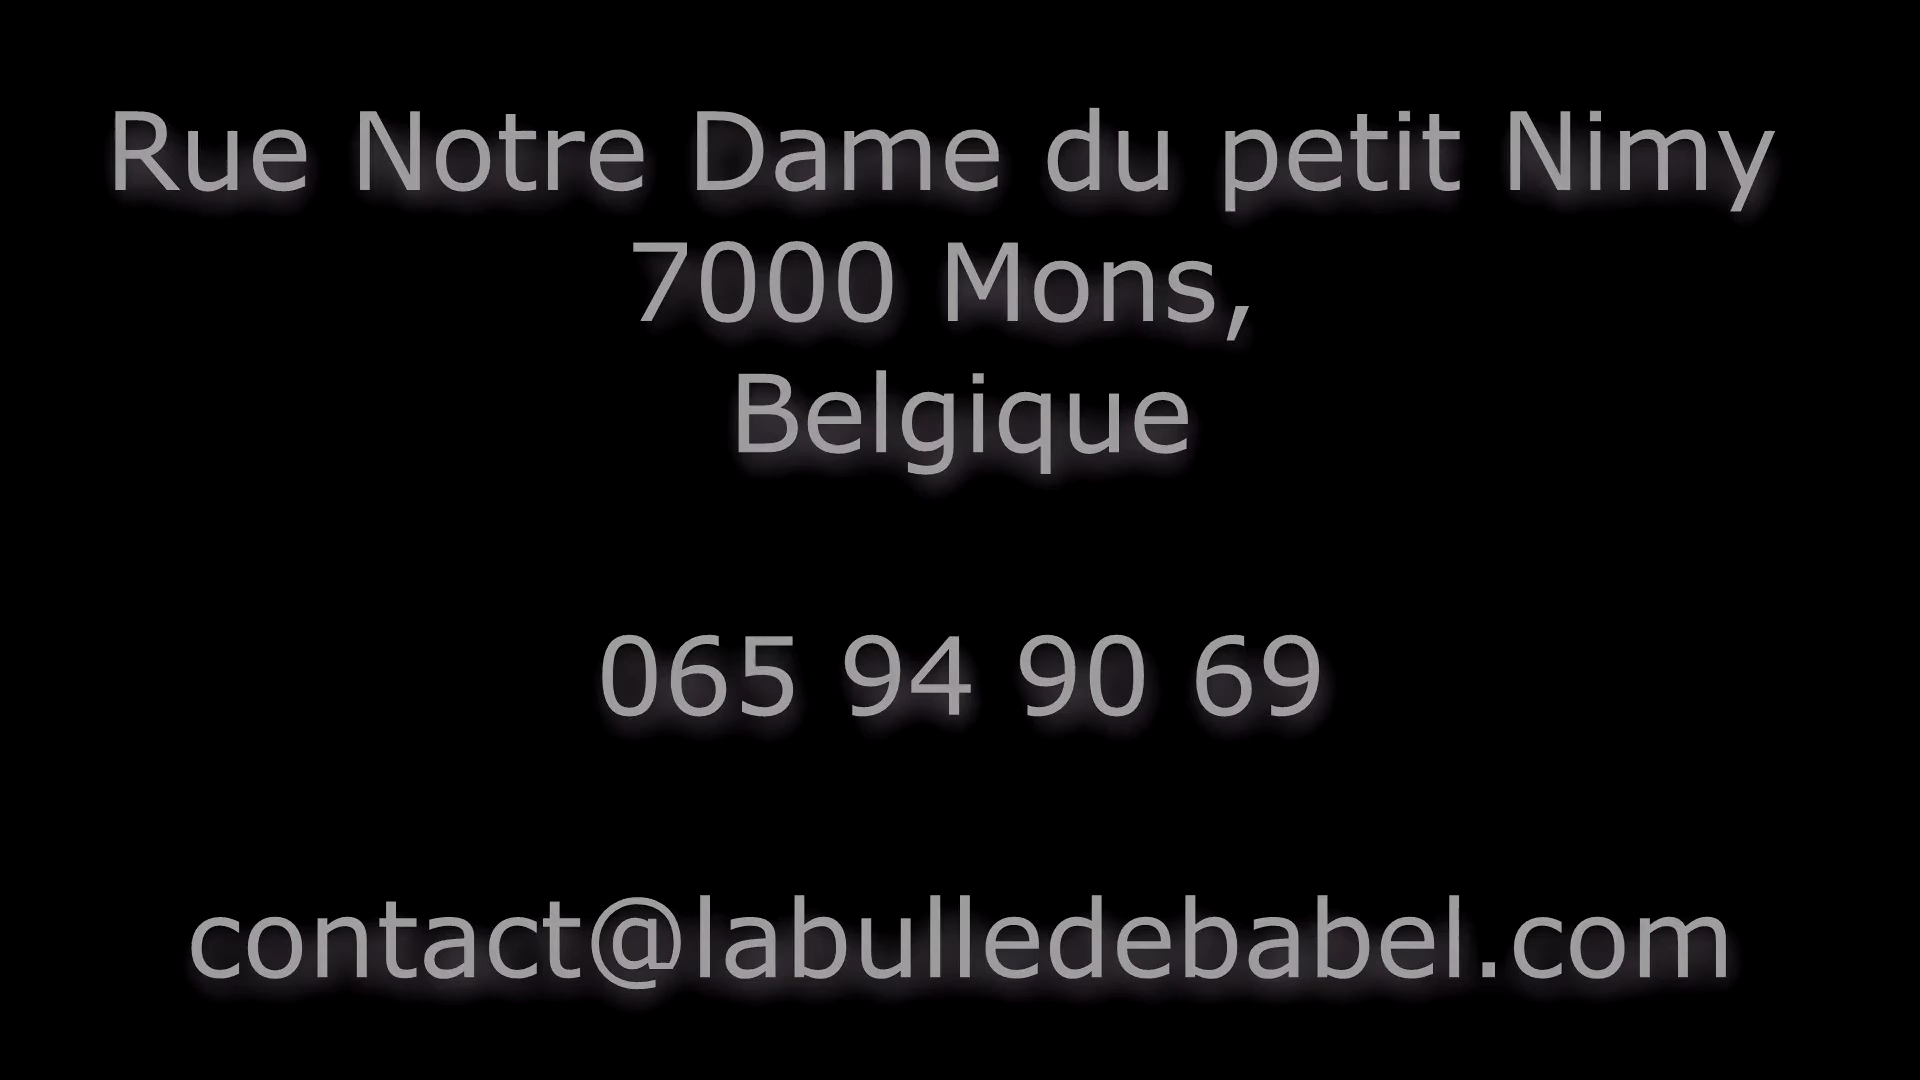 Rue Notre Dame du petit Nimy
7000 Mons,
Belgique
065 94 90 69
contact@labulledebabel.com